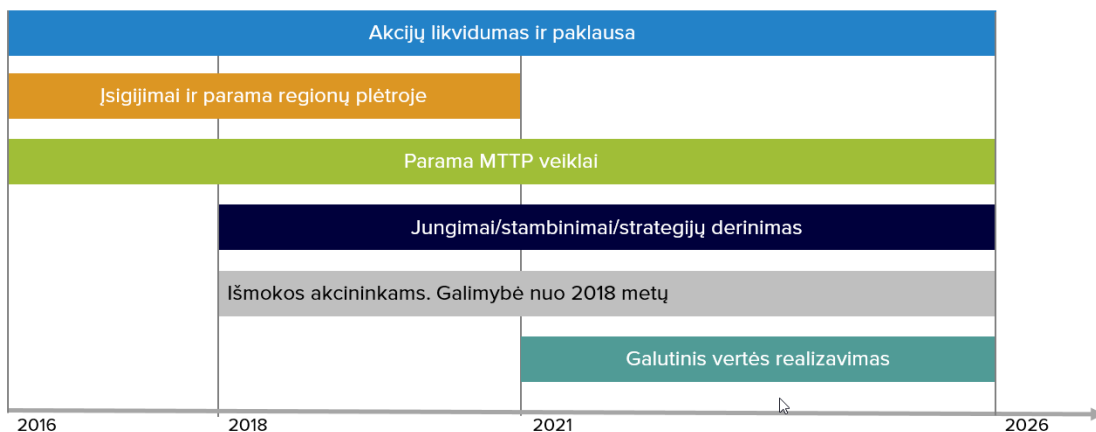 Akcijų likvidumas ir paklausa
Įsigijimai ir parama regionų plėtroje
Parama MTTP veiklai
Jungimai/stambinimai/strategijų derinimas
Išmokos akcininkams. Galimybė nuo 2018 metų
Galutinis vertės realizavimas
2016 2018 2021 2026